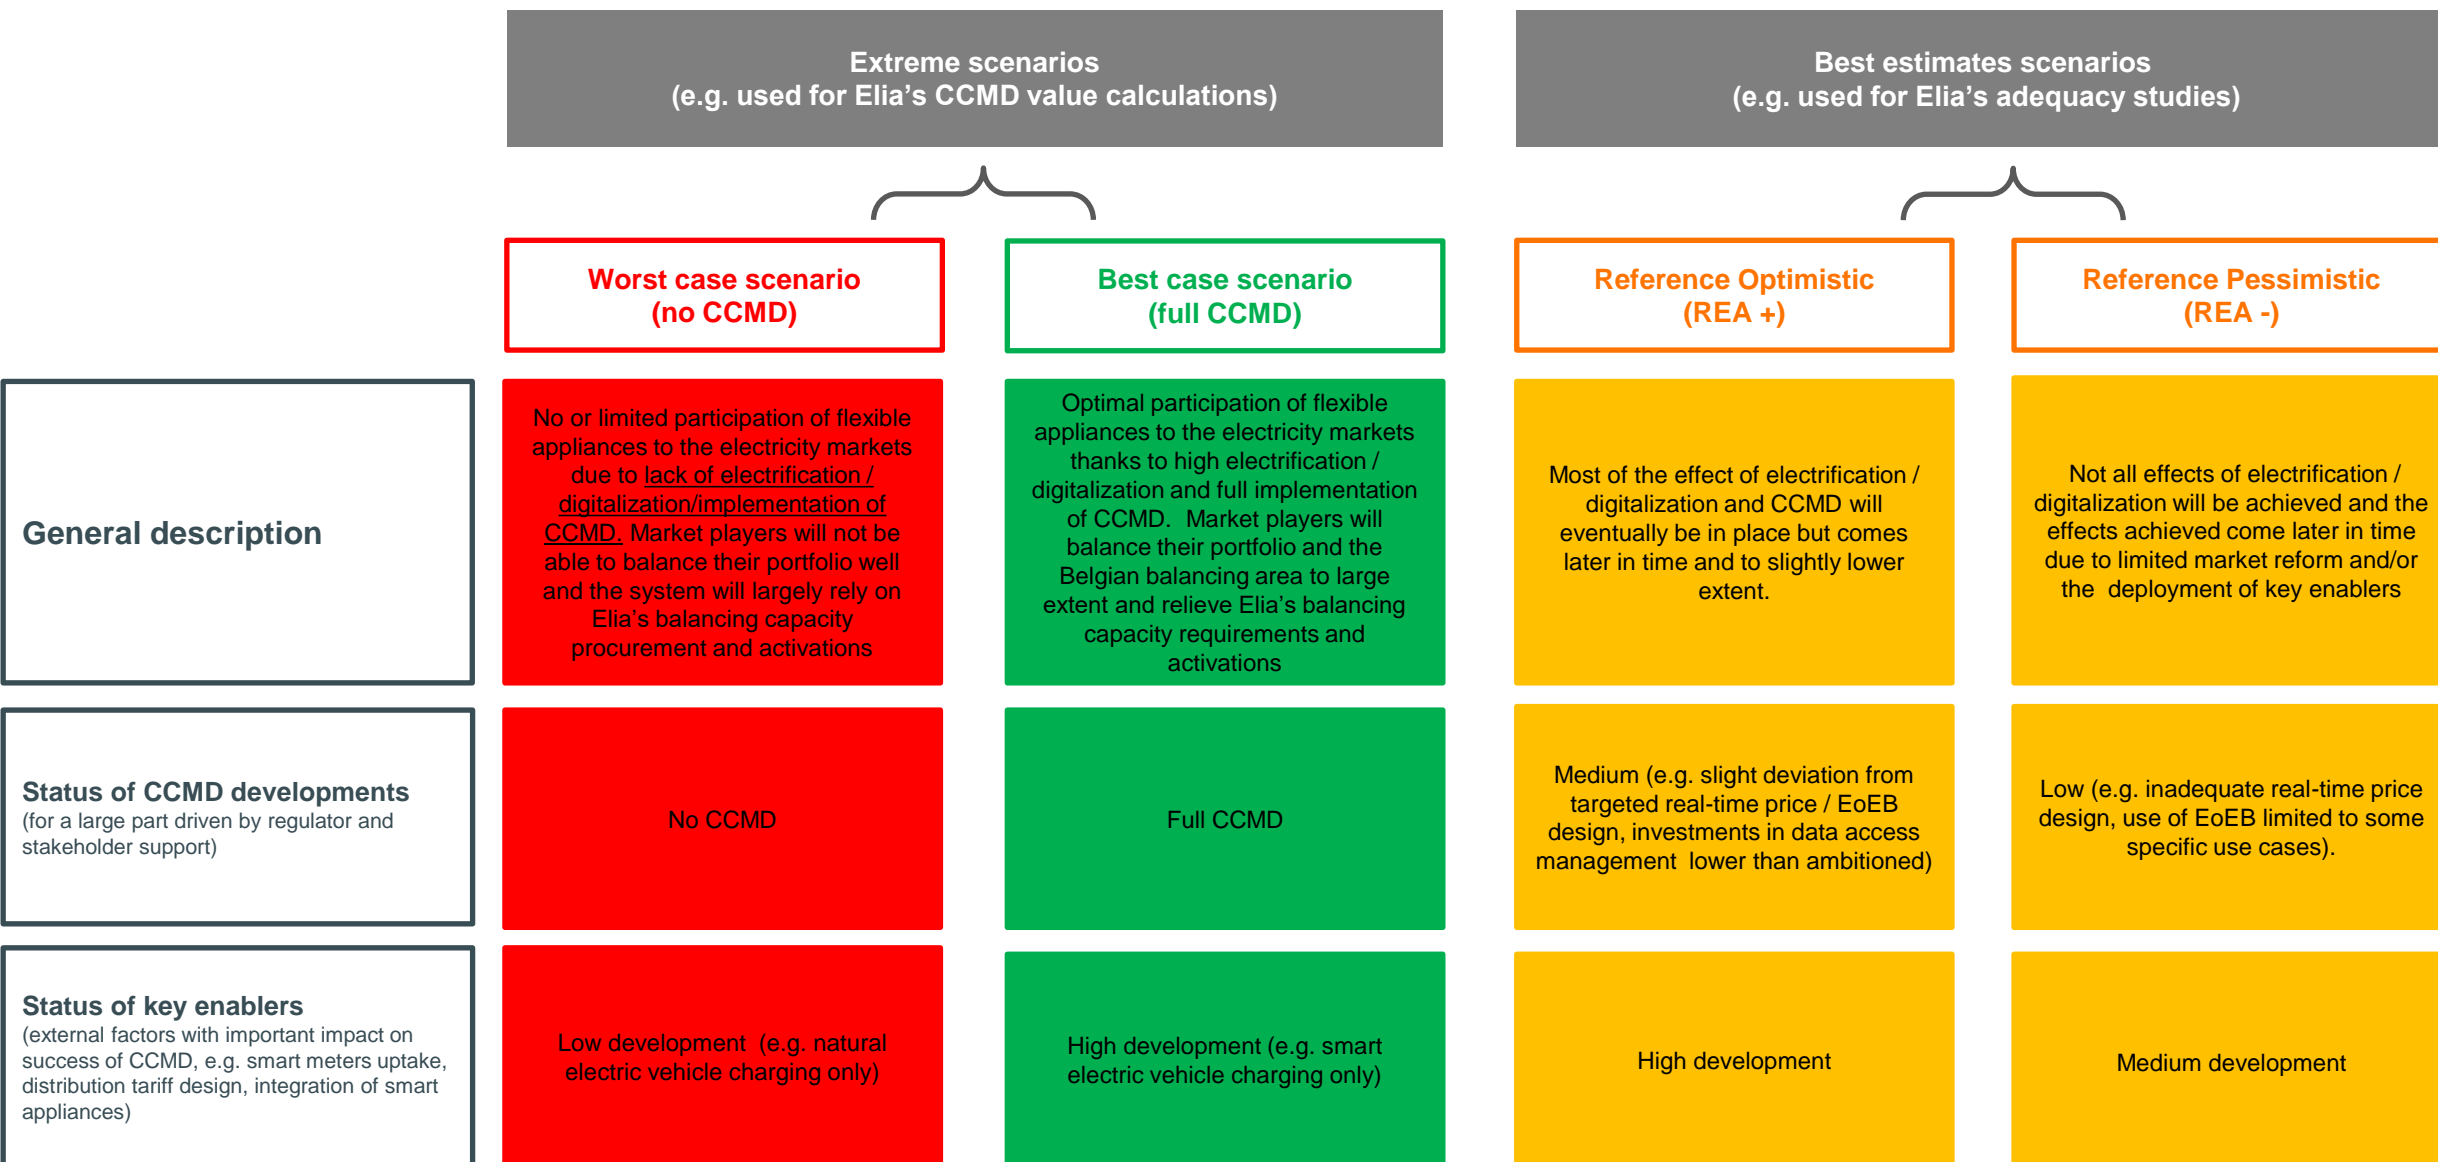 Extreme scenarios
(e.g. used for Elia's CCMD value calculations)
Best estimates scenarios
(e.g. used for Elia's adequacy studies)
Worst case scenario
(no CCMD)
Best case scenario
(full CCMD)
Reference Optimistic
(REA +)
Reference Pessimistic
(REA -)
General description
No or limited participation of flexible
appliances to the electricity markets
due to lack of electrification /
digitalization/implementation of
CCMD. Market players will not be
able to balance their portfolio well
and the system will largely rely on
Elia's balancing capacity
procurement and activations
Optimal participation of flexible
appliances to the electricity markets
thanks to high electrification /
digitalization and full implementation
of CCMD.  Market players will
balance their portfolio and the
Belgian balancing area to large
extent and relieve Elia's balancing
capacity requirements and
activations
Most of the effect of electrification /
digitalization and CCMD will
eventually be in place but comes
later in time and to slightly lower
extent.
Not all effects of electrification /
digitalization will be achieved and the
effects achieved come later in time
due to limited market reform and/or
the  deployment of key enablers
Status of CCMD developments
(for a large part driven by regulator and
stakeholder support)
No CCMD
Full CCMD
Medium (e.g. slight deviation from
targeted real-time price / EoEB
design, investments in data access
management  lower than ambitioned)
Low (e.g. inadequate real-time price
design, use of EoEB limited to some
specific use cases).
Status of key enablers
(external factors with important impact on
success of CCMD, e.g. smart meters uptake,
distribution tariff design, integration of smart
appliances)
Low development  (e.g. natural
electric vehicle charging only)
High development (e.g. smart
electric vehicle charging only)
High development
Medium development